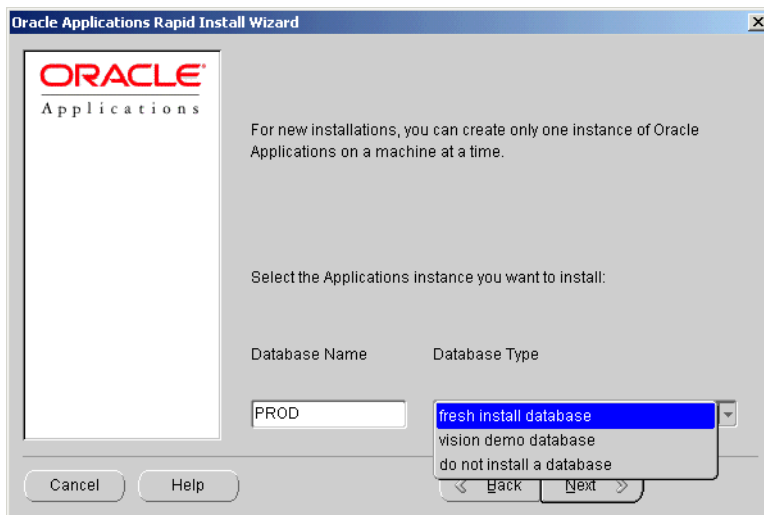 Oracle Applications Rapid Install Wizard
ORACLE®
Applications
For new installations, you can create only one instance of Oracle
Applications on a machine at a time.
Select the Applications instance you want to install:
Database Name Database Type
PROD
fresh install database
vision demo database
do not install a database
Cancel Help Back Next